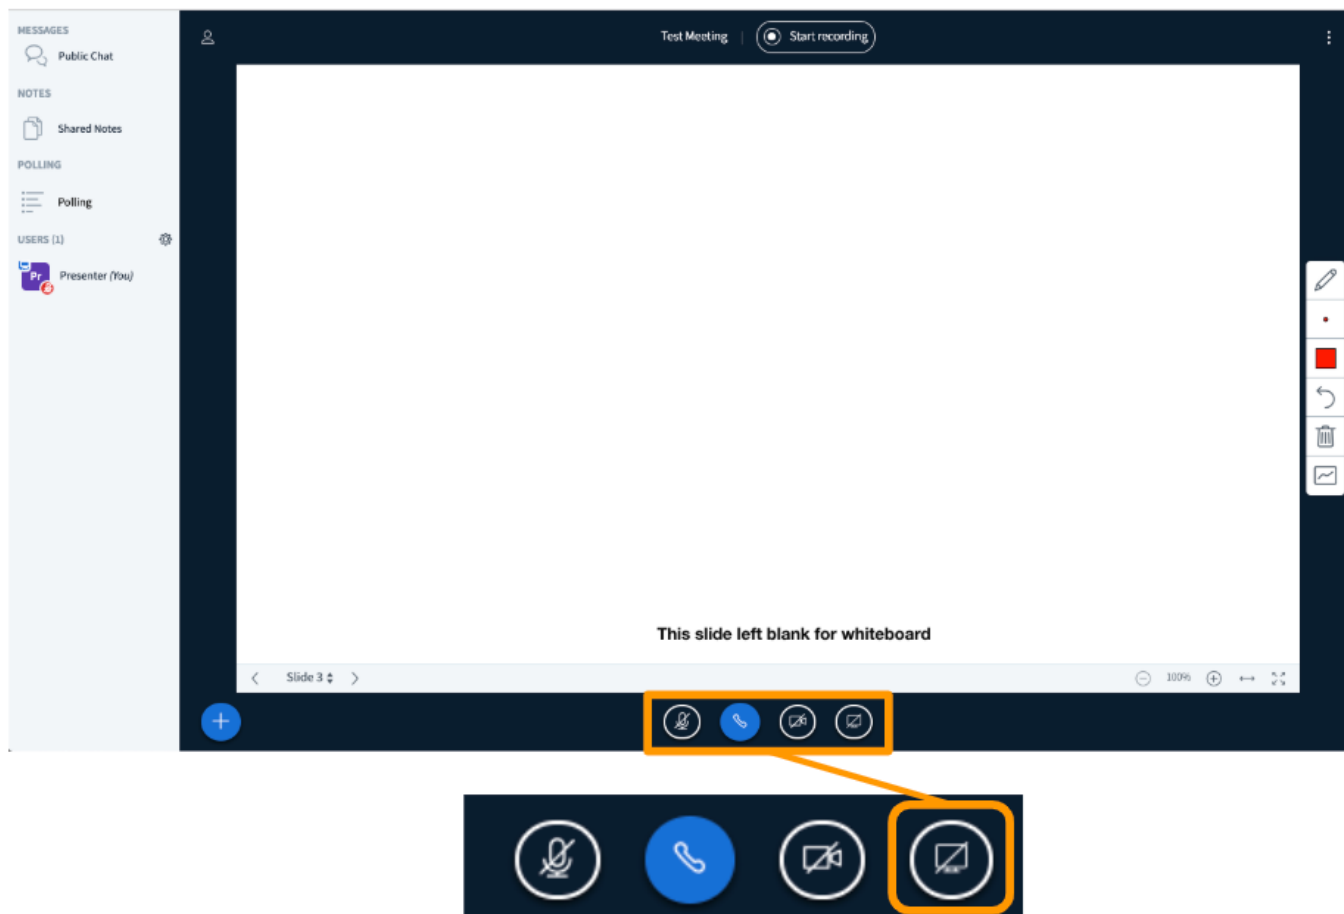 MESSAGES
Public Chat
NOTES
Shared Notes
POLLING
Polling
USERS (1)
Pr
Presenter (You)
Test Meeting
Start recording
This slide left blank for whiteboard
Slide 3
100%